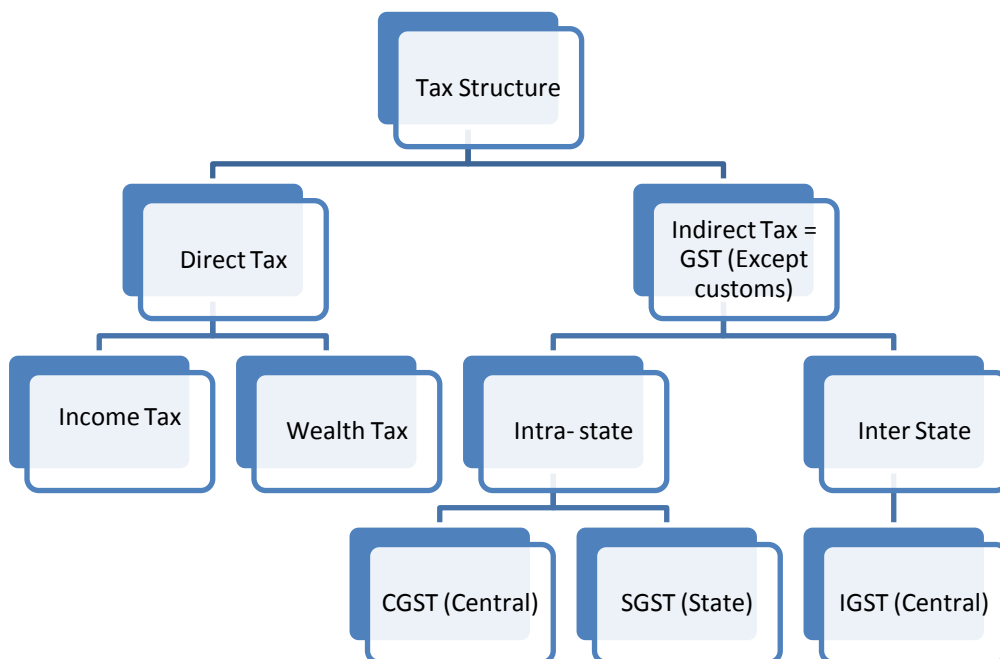 Tax Structure
Direct Tax
Indirect Tax =
GST (Except
customs)
Income Tax
Wealth Tax
Intra- state
Inter State
CGST (Central)
SGST (State)
IGST (Central)